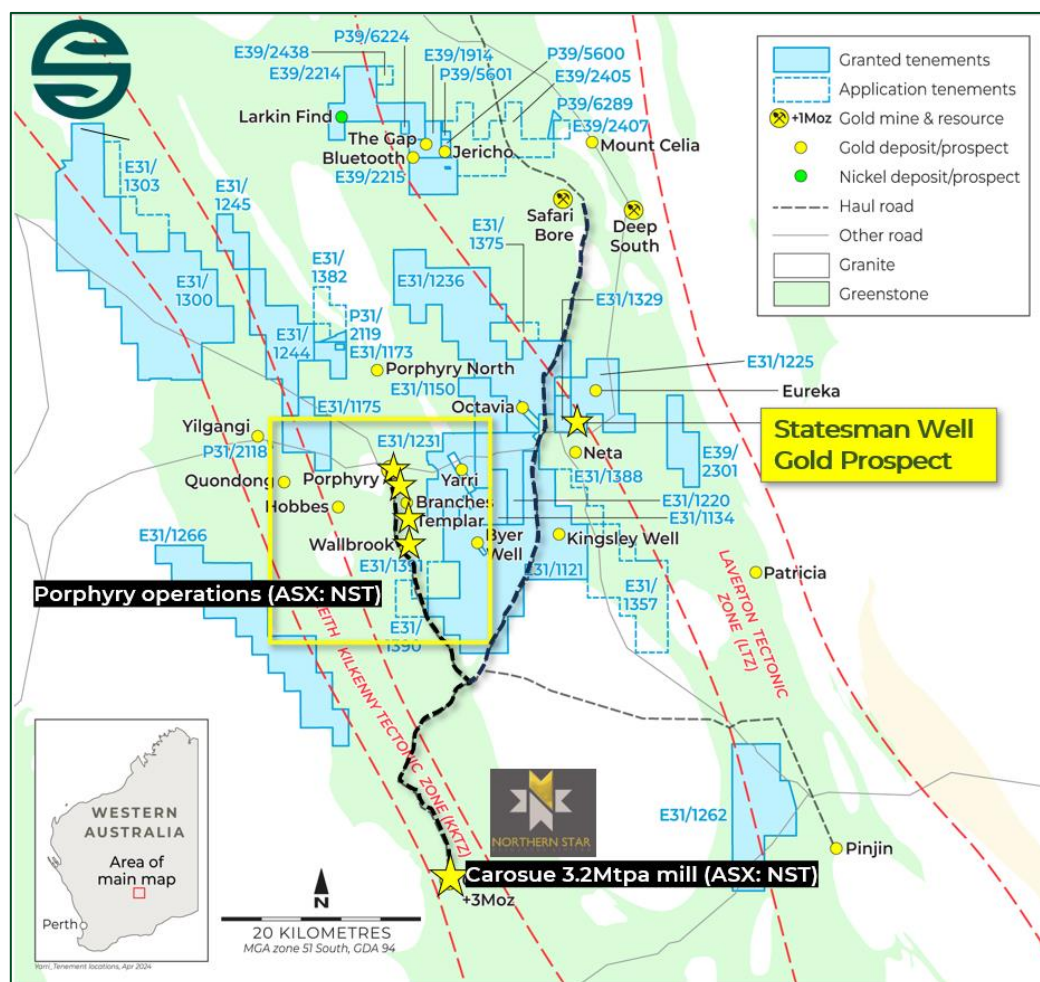 P39/6224
E39/2438
E39/1914
P39/5600
E39/2214
P39/5601
E39/2405
P39/6289
Larkin Find
E39/2407
The Gap
Mount Celia
Bluetooth
Jericho
E39/2215
E31/
1303
E31/
1245
Safari
Bore
Deep
South
E31/
1375
E31/
1382
E31/1236
E31/
1300
E31/1329
P31/
2119
E31/
1244
E31/1173
E31/1225
Porphyry North
E31/1150
Eureka
E31/1175
Octavia
Yilgangi
P31/2118
E31/1231
Neta
E39/
2301
Quondong
Porphyry
Yarri
E31/1388
E31/1220
Hobbes
Branches
Templar
E31/1134
Wallbrook
Byer
Well
Kingsley Well
E31/1266
E31/1121
Patricia
E31/
1357
E31/
1390
Statesman Well
Gold Prospect
Porphyry operations (ASX: NST)
KEITH KILKENNY TECTONIC ZONE (KKTZ)
LAVERTON TECTONIC
ZONE (LTZ)
NORTHERN STAR
E31/1262
Pinjin
Carosue 3.2Mtpa mill (ASX: NST)
+3Moz
Granted tenements
Application tenements
+1Moz
Gold mine & resource
Gold deposit/prospect
Nickel deposit/prospect
Haul road
Other road
Granite
Greenstone
WESTERN
AUSTRALIA
Area of
main map
Perth
N
20 KILOMETRES
MGA zone 51 South, GDA 94
Yarri_Tenement locations, Apr 2024